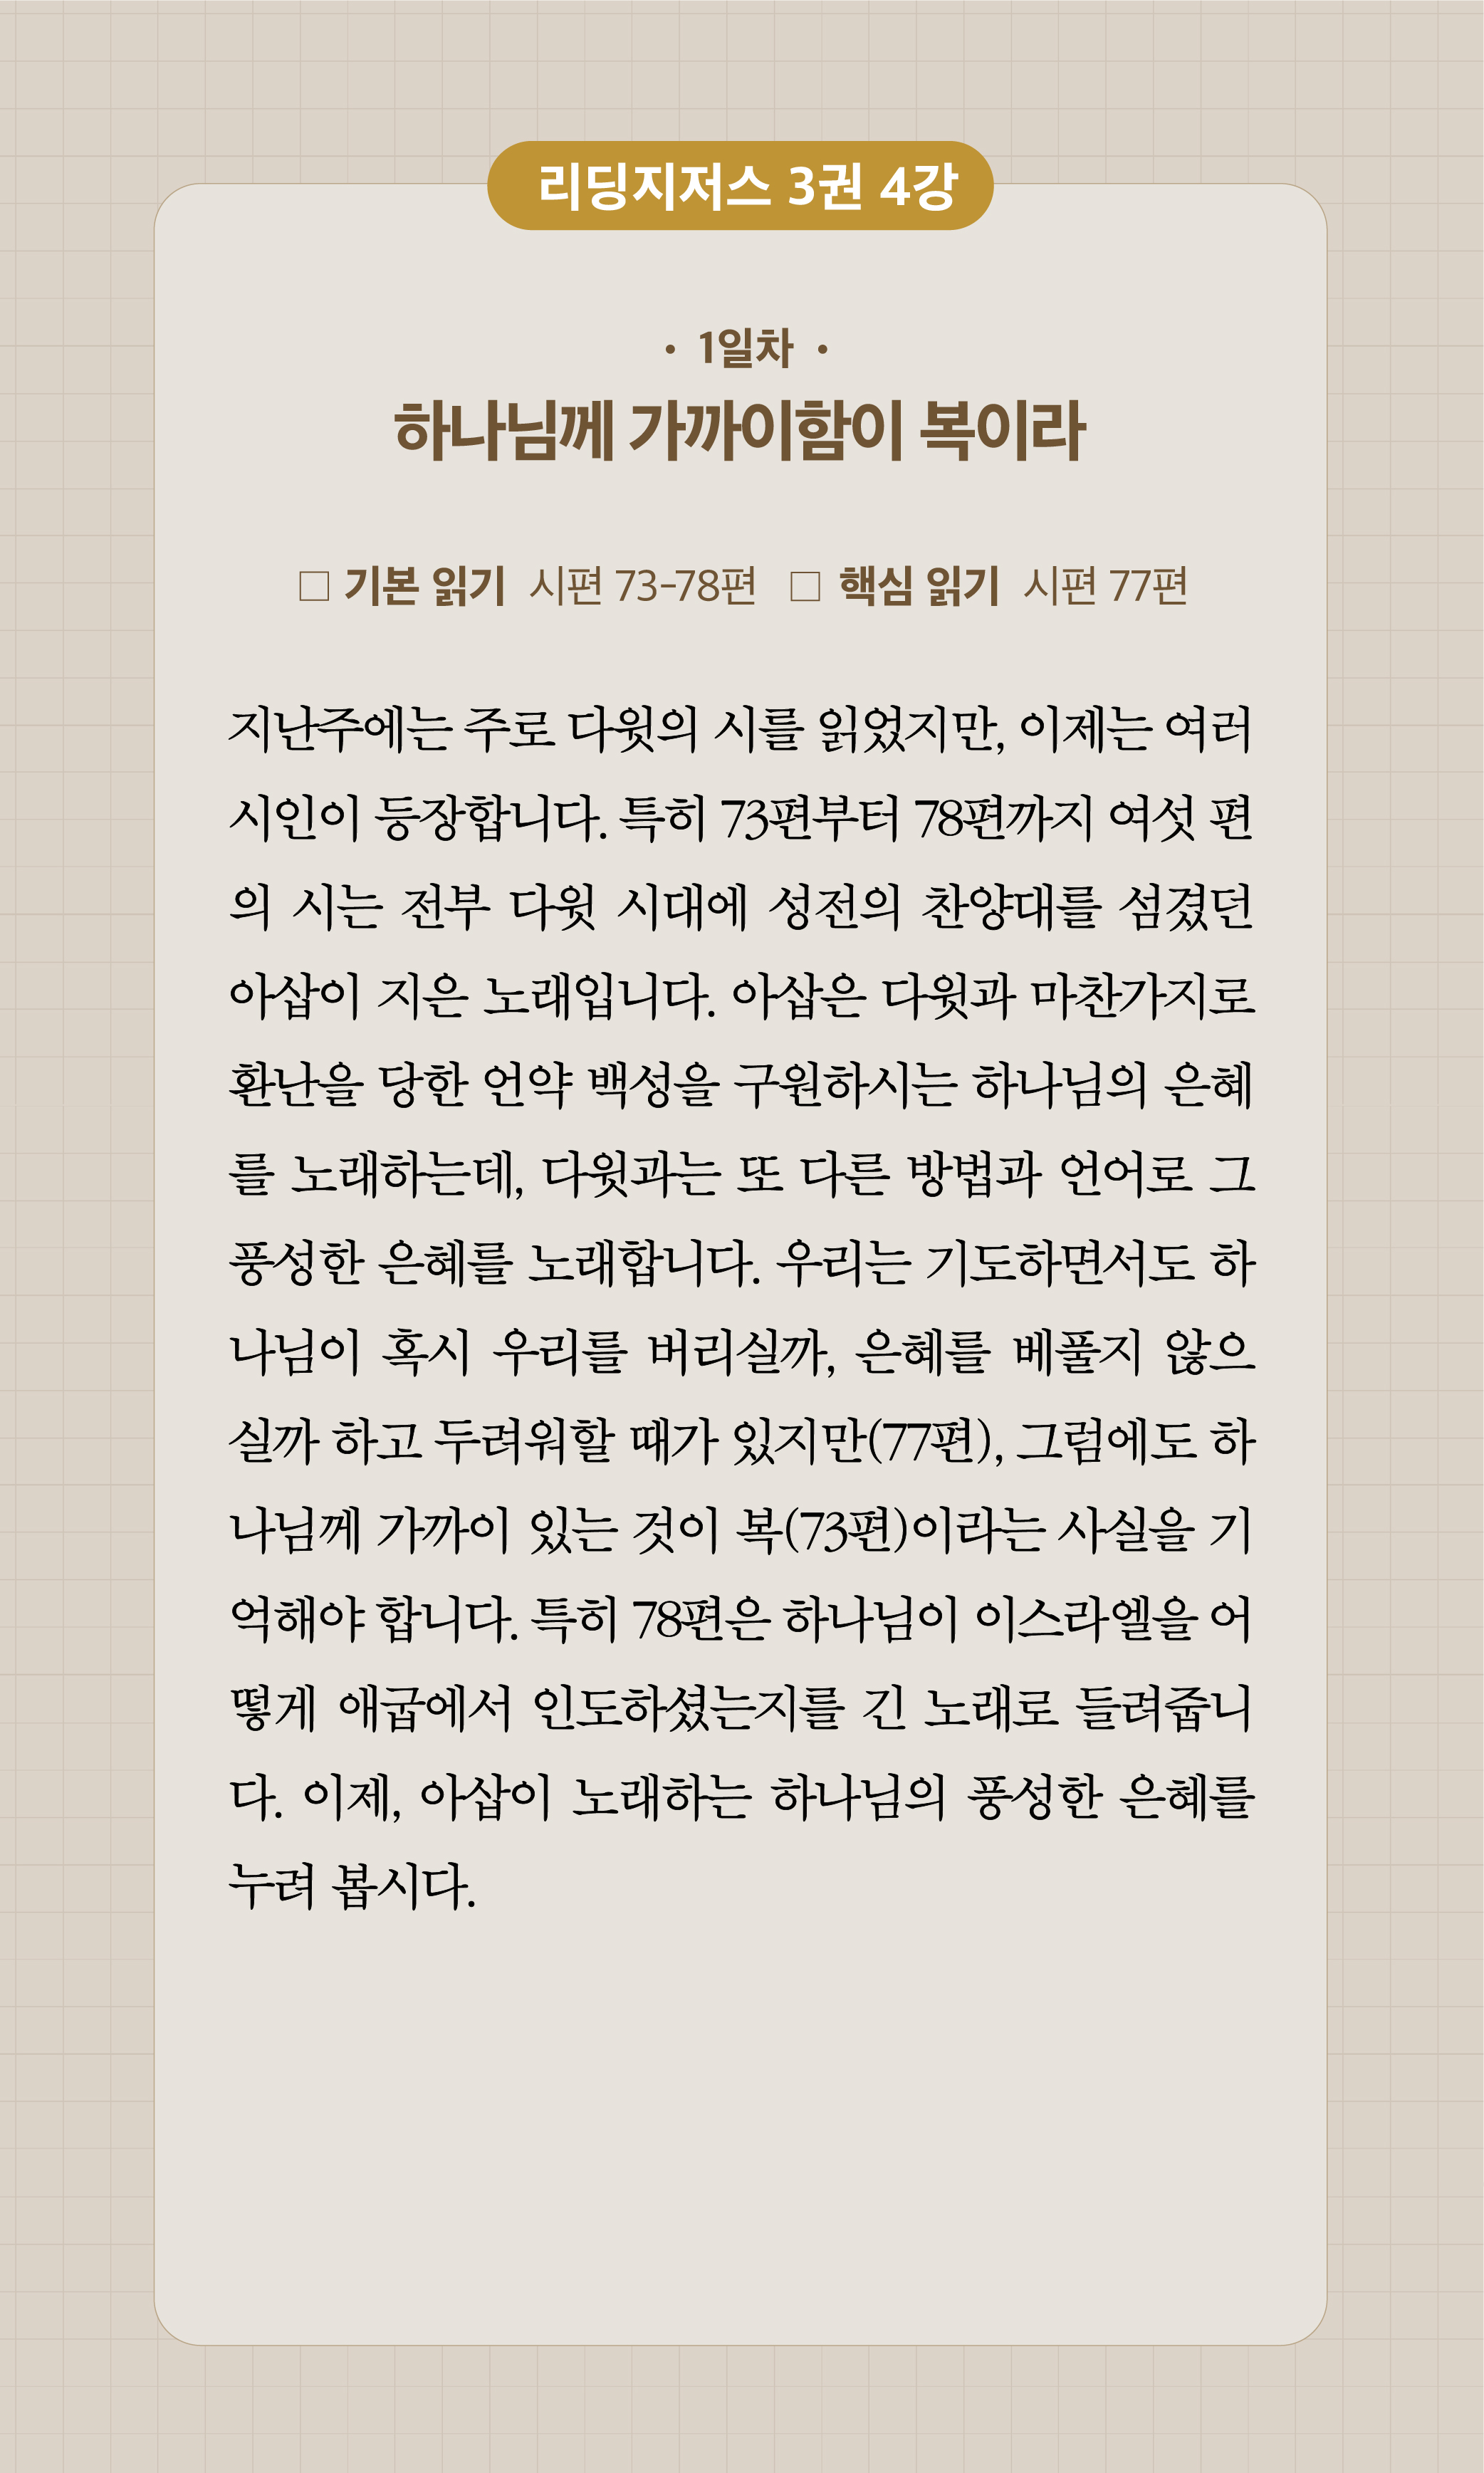 리딩지저스 3권 4강
· 1일차 ·
하나님께 가까이함이 복이라
□ 기본 읽기 시편 73-78편 □ 핵심 읽기 시편 77편
지난주에는 주로 다윗의 시를 읽었지만, 이제는 여러
시인이 등장합니다. 특히 73편부터 78편까지 여섯 편
의 시는 전부 다윗 시대에 성전의 찬양대를 섬겼던
아삽이 지은 노래입니다. 아삽은 다윗과 마찬가지로
환난을 당한 언약 백성을 구원하시는 하나님의 은혜
를 노래하는데, 다윗과는 또 다른 방법과 언어로 그
풍성한 은혜를 노래합니다. 우리는 기도하면서도 하
나님이 혹시 우리를 버리실까, 은혜를 베풀지 않으
실까 하고 두려워할 때가 있지만(77편), 그럼에도 하
나님께 가까이 있는 것이 복(73편)이라는 사실을 기
억해야 합니다. 특히 78편은 하나님이 이스라엘을 어
떻게 애굽에서 인도하셨는지를 긴 노래로 들려줍니
다. 이제, 아삽이 노래하는 하나님의 풍성한 은혜를
누려 봅시다.